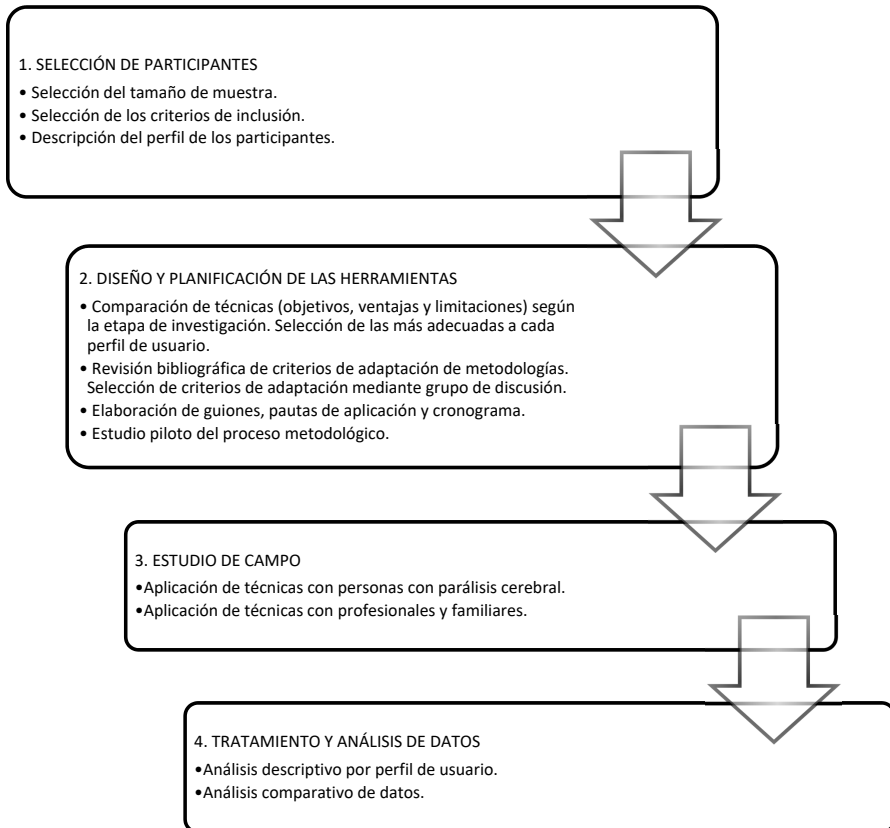 1. SELECCIÓN DE PARTICIPANTES
• Selección del tamaño de muestra.
• Selección de los criterios de inclusión.
• Descripción del perfil de los participantes.
2. DISEÑO Y PLANIFICACIÓN DE LAS HERRAMIENTAS
• Comparación de técnicas (objetivos, ventajas y limitaciones) según
la etapa de investigación. Selección de las más adecuadas a cada
perfil de usuario.
• Revisión bibliográfica de criterios de adaptación de metodologías.
Selección de criterios de adaptación mediante grupo de discusión.
• Elaboración de guiones, pautas de aplicación y cronograma.
• Estudio piloto del proceso metodológico.
3. ESTUDIO DE CAMPO
•Aplicación de técnicas con personas con parálisis cerebral.
•Aplicación de técnicas con profesionales y familiares.
4. TRATAMIENTO Y ANÁLISIS DE DATOS
•Análisis descriptivo por perfil de usuario.
•Análisis comparativo de datos.